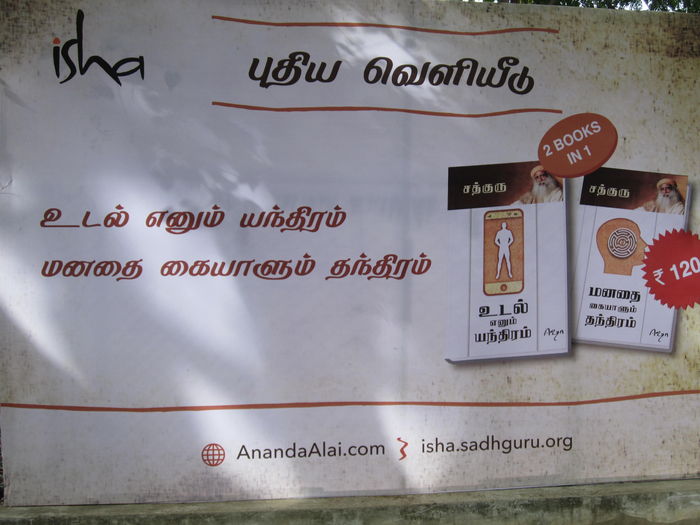 isha
புதிய வெளியீடு
2 BOOKS
IN 1
உடல் எனும் யந்திரம்
மனதை கையாளும் தந்திரம்
சத்குரு
உடல்
எனும்
யந்திரம்
சத்குரு
மனதை
கையாளும்
தந்திரம்
₹ 120
AnandaAlai.com
isha.sadhguru.org